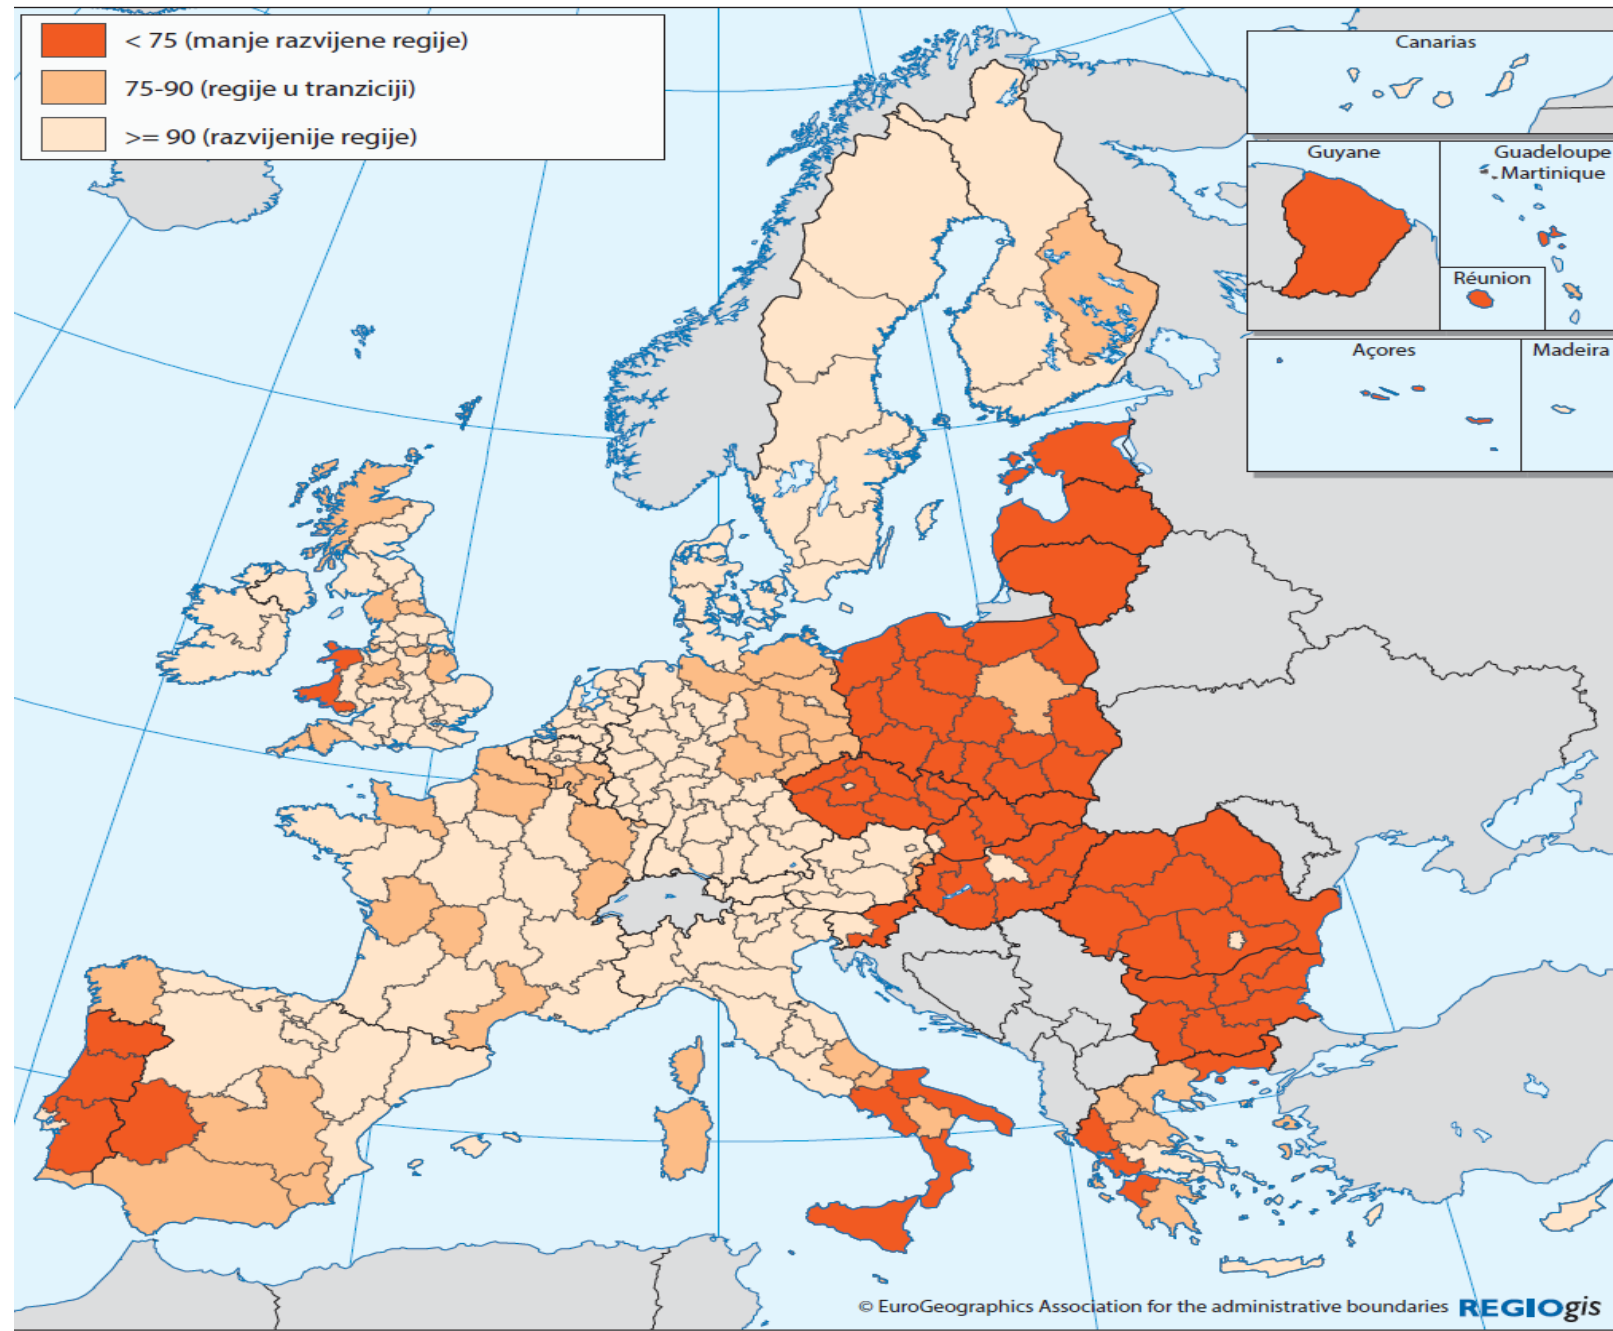 < 75 (manje razvijene regije)
75-90 (regije u tranziciji)
>= 90 (razvijenije regije)
Canarias
Guyane
Guadeloupe
Martinique
Réunion
Açores
Madeira
© EuroGeographics Association for the administrative boundaries
REGIOgis